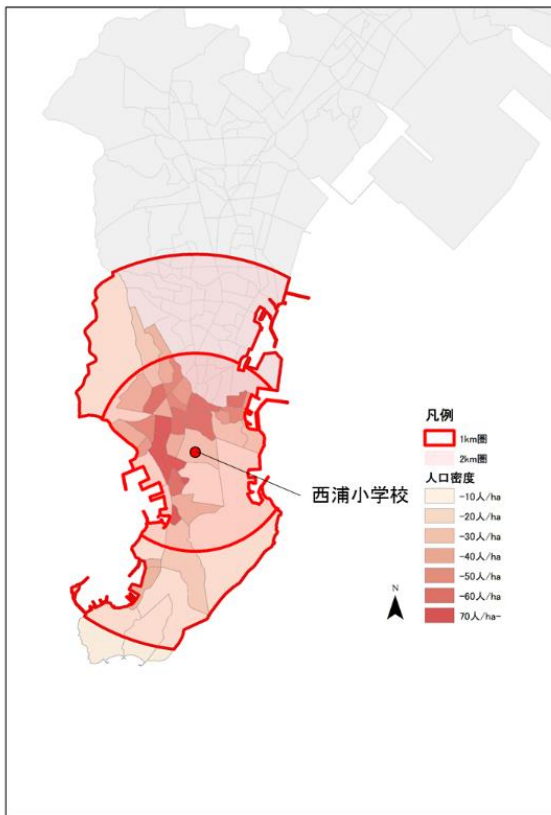 凡例
1km圏
2km圏
人口密度
-10人/ha
-20人/ha
-30人/ha
-40人/ha
-50人/ha
-60人/ha
70人/ha-
西浦小学校
N